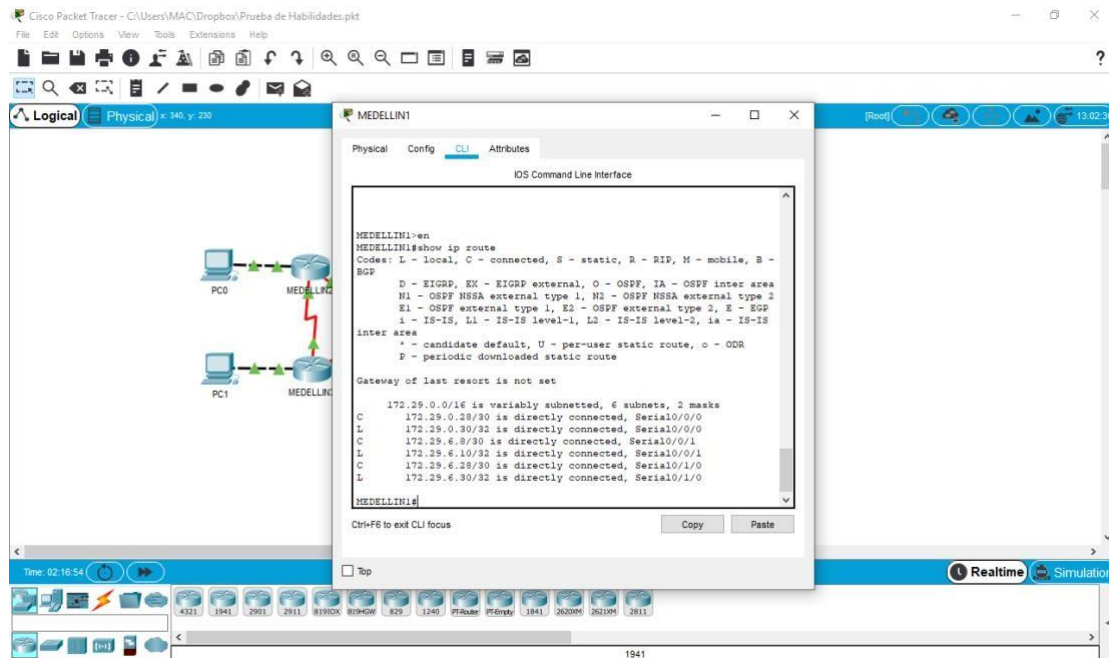 Cisco Packet Tracer - C:\Users\MAC\Dropbox\Prueba de Habilidades.pkt
File Edit Options View Tools Extensions Help
?
Logical Physical x: 340, y: 230
[Root]
MEDELLIN1
Physical Config CLI Attributes
IOS Command Line Interface
MEDELLIN1>en
MEDELLIN1#show ip route
Codes: L - local, C - connected, S - static, R - RIP, M - mobile, B -
BGP
D - EIGRP, EX - EIGRP external, O - OSPF, IA - OSPF inter area
N1 - OSPF NSSA external type 1, N2 - OSPF NSSA external type 2
E1 - OSPF external type 1, E2 - OSPF external type 2, E - EGP
i - IS-IS, L1 - IS-IS level-1, L2 - IS-IS level-2, ia - IS-IS
inter area
* - candidate default, U - per-user static route, o - ODR
P - periodic downloaded static route
Gateway of last resort is not set
172.29.0.0/16 is variably subnetted, 6 subnets, 2 masks
C 172.29.0.28/30 is directly connected, Serial0/0/0
L 172.29.0.30/32 is directly connected, Serial0/0/0
C 172.29.6.8/30 is directly connected, Serial0/0/1
L 172.29.6.10/32 is directly connected, Serial0/0/1
C 172.29.6.28/30 is directly connected, Serial0/1/0
L 172.29.6.30/32 is directly connected, Serial0/1/0
MEDELLIN1#
Ctrl+F6 to exit CLI focus
Copy Paste
Top
PC0
MEDELLIN2
PC1
Time: 02:16:54
Realtime Simulation
4321 1941 2901 2911 819IOX 819HGW 829 1240 PT-Router PT-Empty 1841 2620XM 2621XM 2811
1941